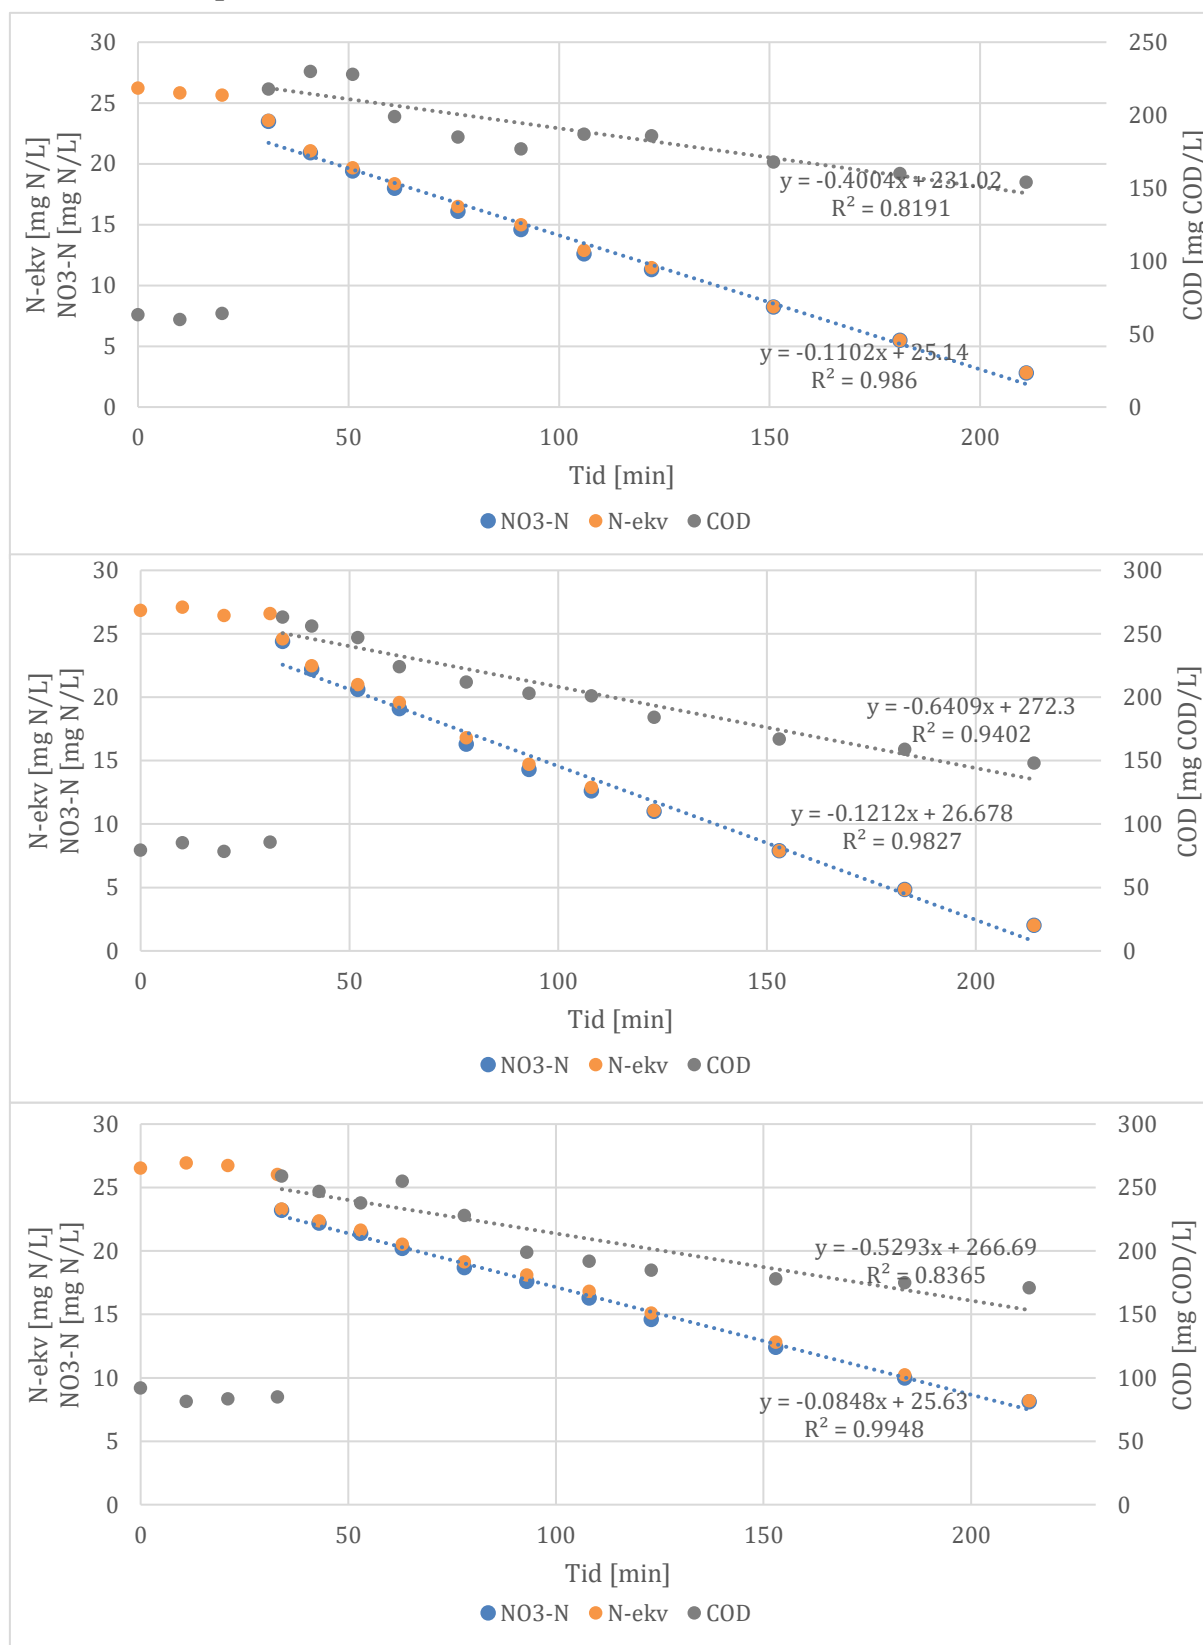 30
25
20
15
10
5
0
N-ekv [mg N/L]
NO3-N [mg N/L]
250
200
150
100
50
0
COD [mg COD/L]
y = -0.4004x + 231.02
R² = 0.8191
y = -0.1102x + 25.14
R² = 0.986
0 50 100 150 200
Tid [min]
NO3-N N-ekv COD
30
25
20
15
10
5
0
N-ekv [mg N/L]
NO3-N [mg N/L]
300
250
200
150
100
50
0
COD [mg COD/L]
y = -0.6409x + 272.3
R² = 0.9402
y = -0.1212x + 26.678
R² = 0.9827
0 50 100 150 200
Tid [min]
NO3-N N-ekv COD
30
25
20
15
10
5
0
N-ekv [mg N/L]
NO3-N [mg N/L]
300
250
200
150
100
50
0
COD [mg COD/L]
y = -0.5293x + 266.69
R² = 0.8365
y = -0.0848x + 25.63
R² = 0.9948
0 50 100 150 200
Tid [min]
NO3-N N-ekv COD